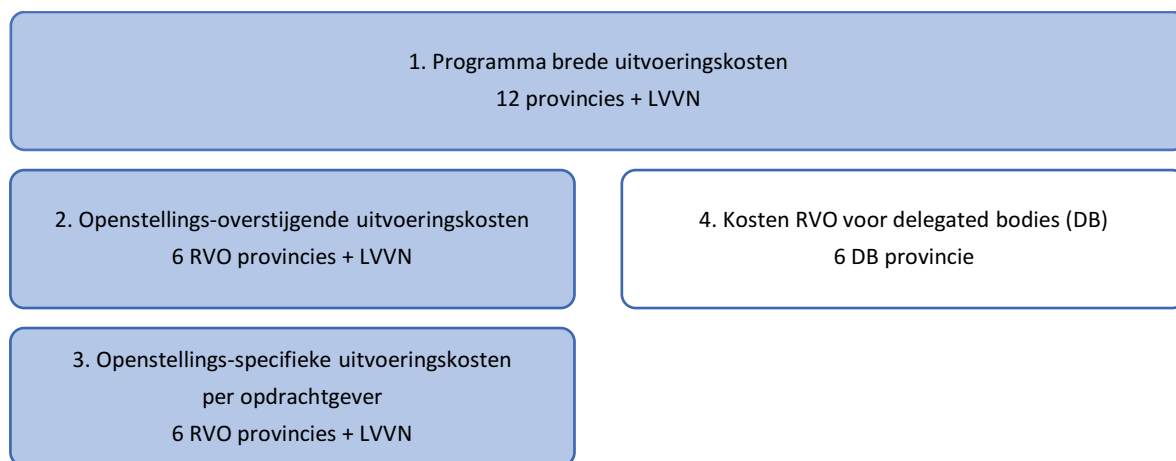 1. Programma brede uitvoeringskosten
12 provincies + LVVN
2. Openstellings-overstijgende uitvoeringskosten
6 RVO provincies + LVVN
4. Kosten RVO voor delegated bodies (DB)
6 DB provincie
3. Openstellings-specifieke uitvoeringskosten
per opdrachtgever
6 RVO provincies + LVVN